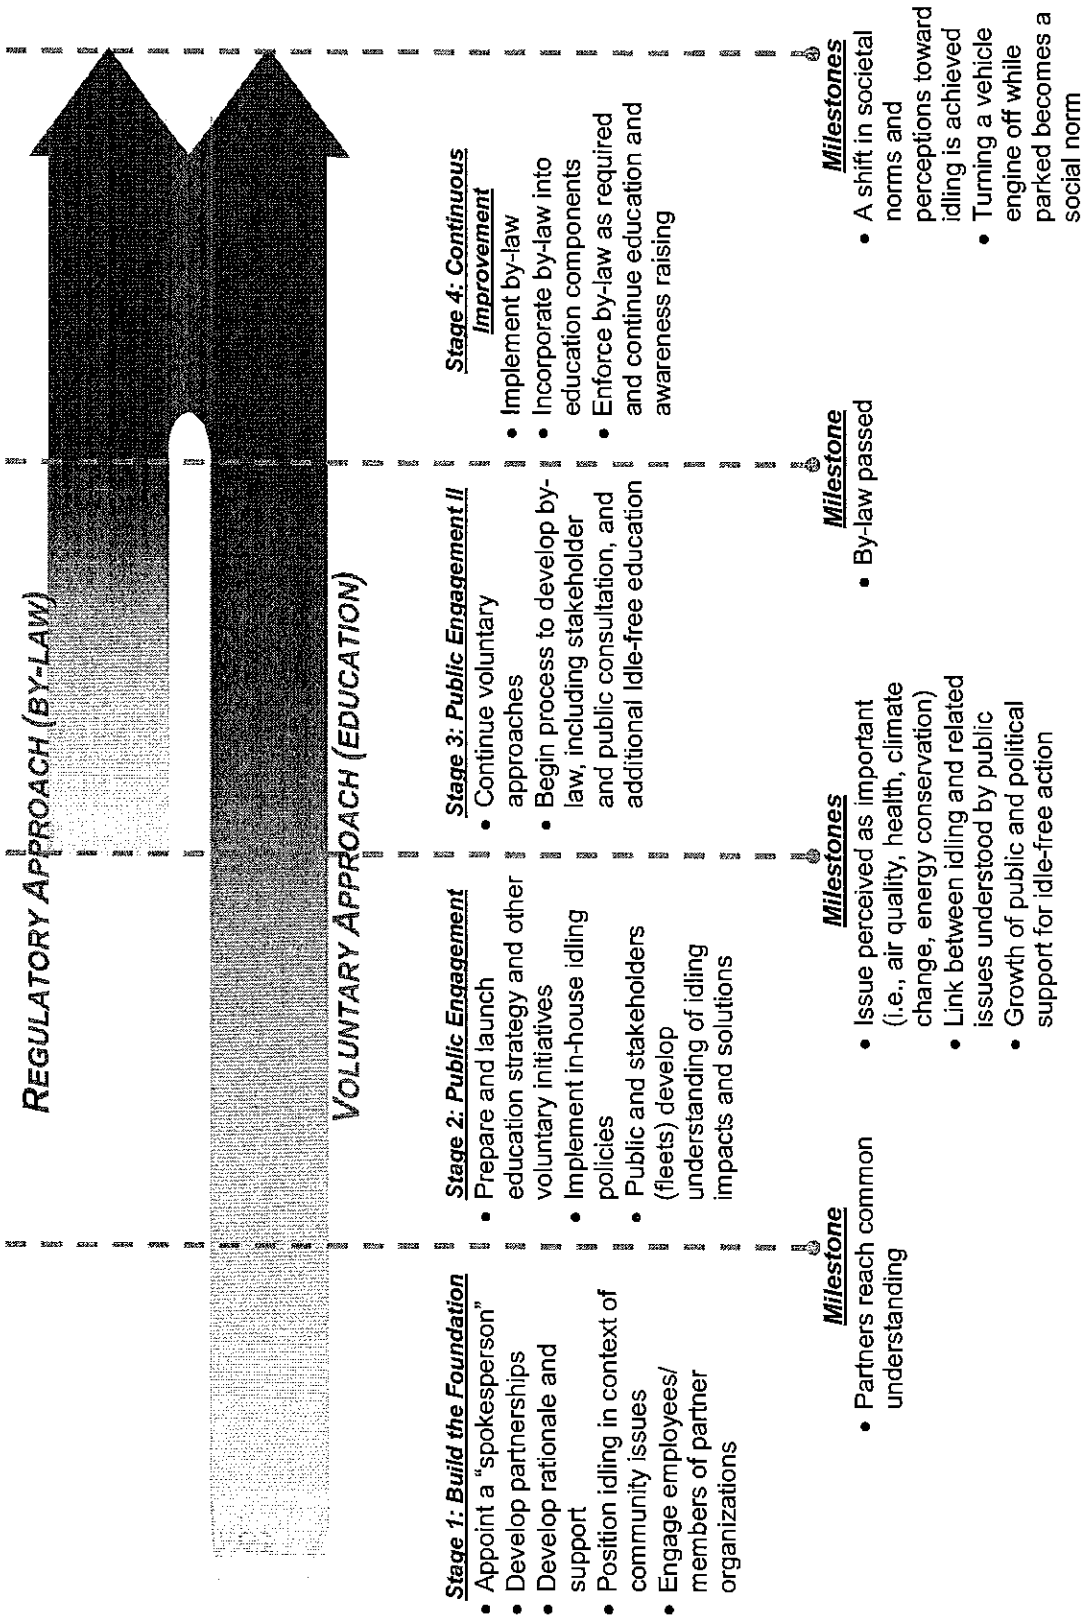 REGULATORY APPROACH (BY-LAW)
VOLUNTARY APPROACH (EDUCATION)
Stage 1: Build the Foundation
• Appoint a “spokesperson”
• Develop partnerships
• Develop rationale and
support
• Position idling in context of
community issues
• Engage employees/
members of partner
organizations
Stage 2: Public Engagement
• Prepare and launch
education strategy and other
voluntary initiatives
• Implement in-house idling
policies
• Public and stakeholders
(fleets) develop
understanding of idling
impacts and solutions
Stage 3: Public Engagement II
• Continue voluntary
approaches
• Begin process to develop by-
law, including stakeholder
and public consultation, and
additional Idle-free education
Stage 4: Continuous
Improvement
• Implement by-law
• Incorporate by-law into
education components
• Enforce by-law as required
and continue education and
awareness raising
Milestone
• Partners reach common
understanding
Milestones
• Issue perceived as important
(i.e., air quality, health, climate
change, energy conservation)
• Link between idling and related
issues understood by public
• Growth of public and political
support for idle-free action
Milestone
• By-law passed
Milestones
• A shift in societal
norms and
perceptions toward
idling is achieved
• Turning a vehicle
engine off while
parked becomes a
social norm